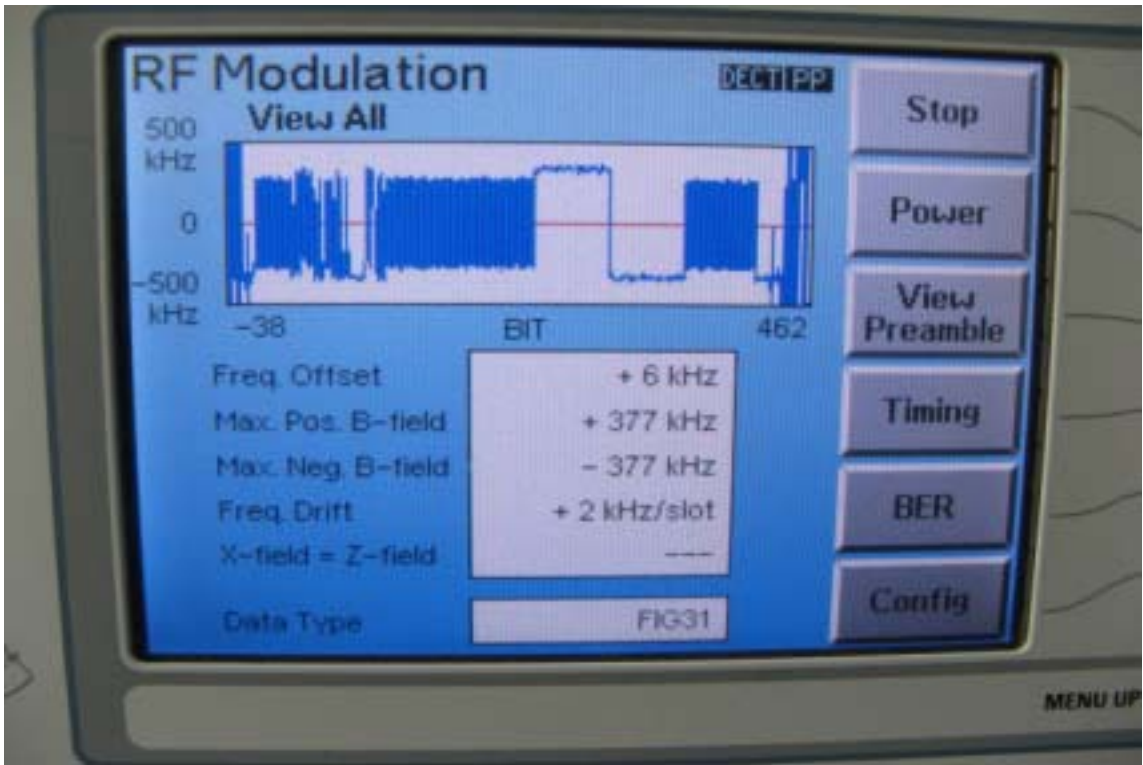 RF Modulation
DECT PP
View All
500
kHz
0
-500
kHz
-38 BIT 462
Freq. Offset + 6 kHz
Max. Pos. B-field + 377 kHz
Max. Neg. B-field - 377 kHz
Freq. Drift + 2 kHz/slot
X-field = Z-field ---
Data Type FIG31
Stop
Power
View
Preamble
Timing
BER
Config
MENU UP